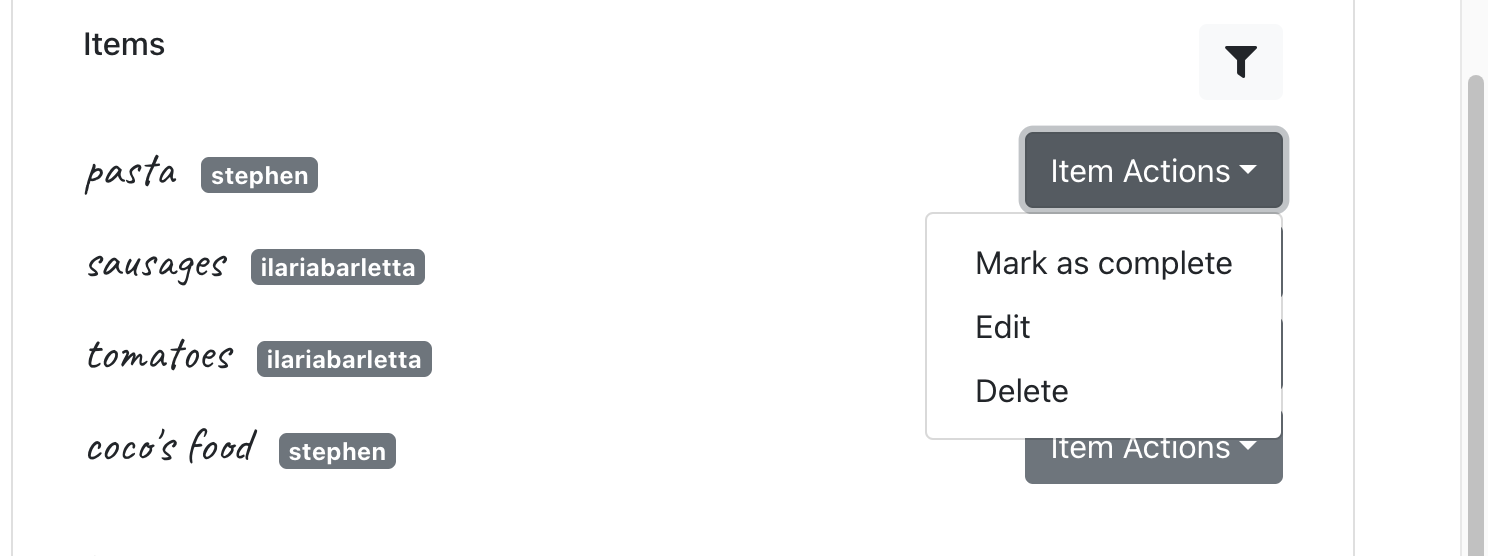 Items
pasta stephen Item Actions
sausages ilariabarletta Mark as complete
Edit
tomatoes ilariabarletta
Delete
coco's food stephen Item Actions